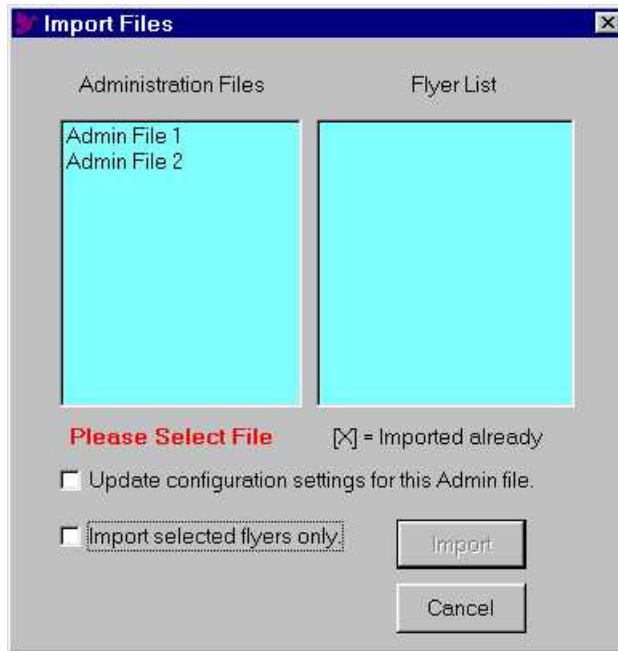 Import Files
Administration Files
Flyer List
Admin File 1
Admin File 2
Please Select File
[X] = Imported already
Update configuration settings for this Admin file.
Import selected flyers only.
Import
Cancel